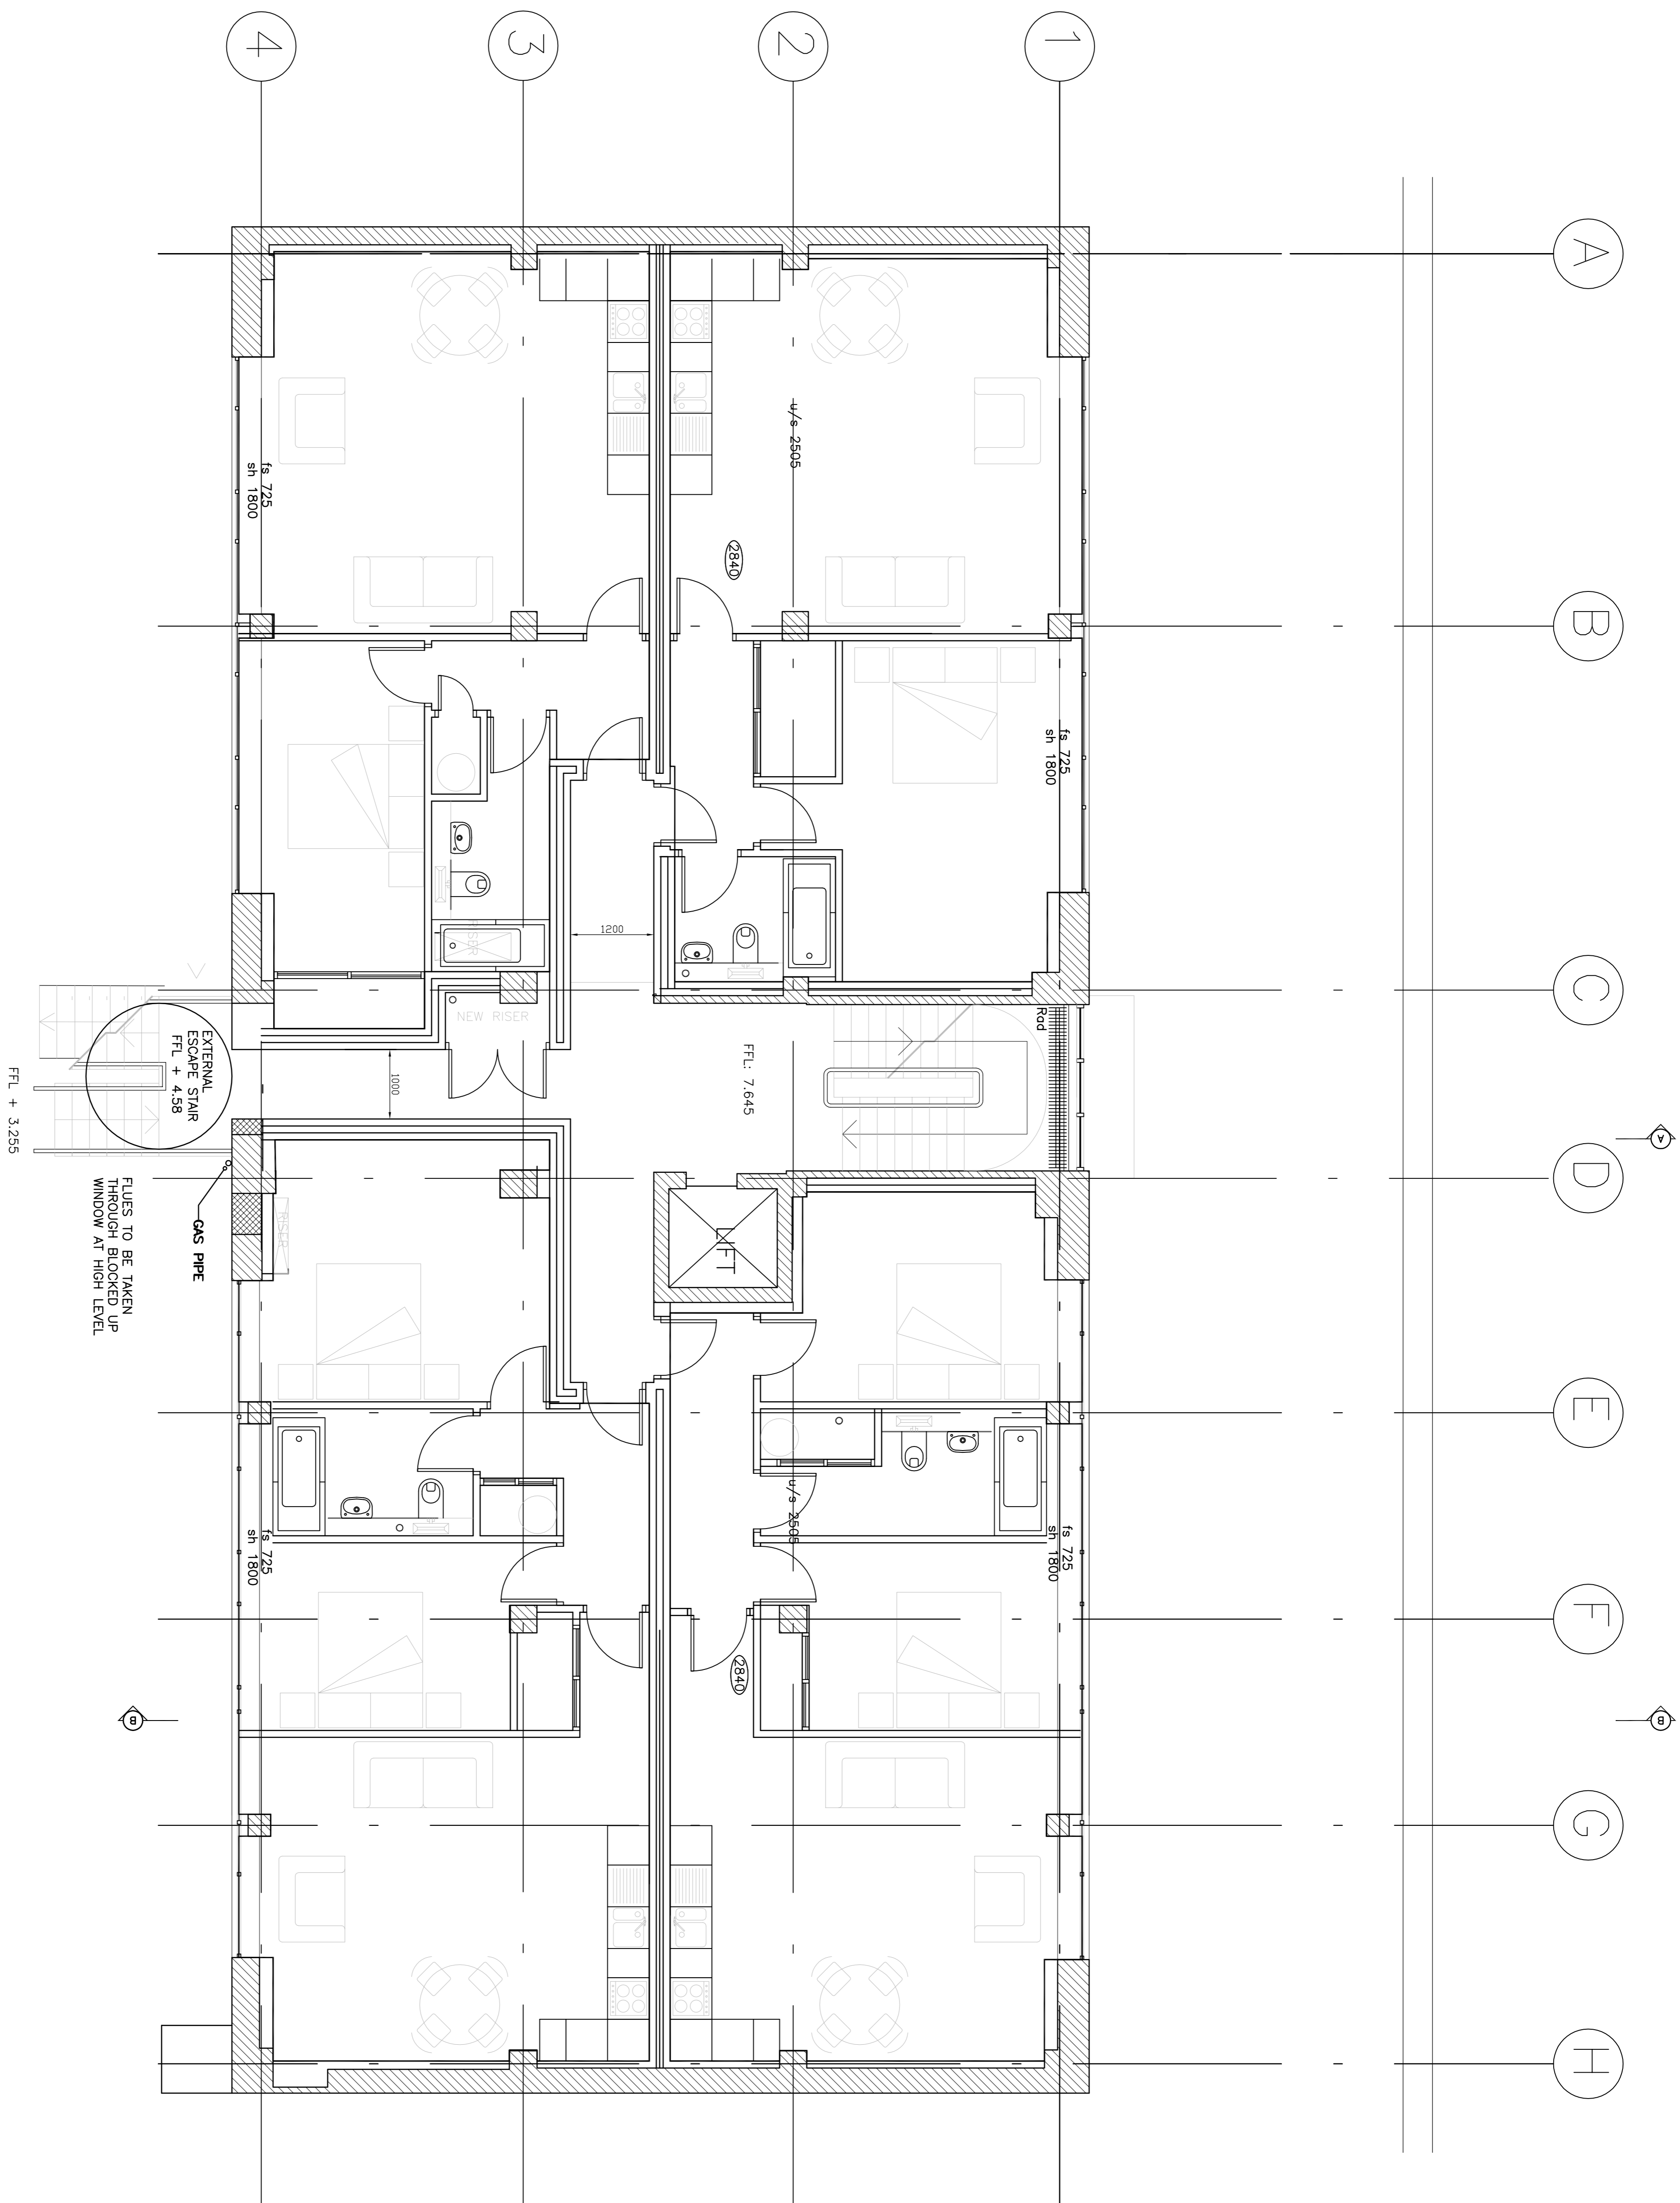 4
3
2
1
A
B
C
D
E
F
G
H
u/s 2505
2840
fs 725
sh 1800
fs 725
sh 1800
1200
RISER
NEW RISER
1000
FFL: 7.645
Rad
EXTERNAL
ESCAPE STAIR
FFL + 4.58
FFL + 3.255
A
LIFT
RISER
GAS PIPE
FLUES TO BE TAKEN
THROUGH BLOCKED UP
WINDOW AT HIGH LEVEL
u/s 2505
fs 725
sh 1800
fs 725
sh 1800
2840
B
B